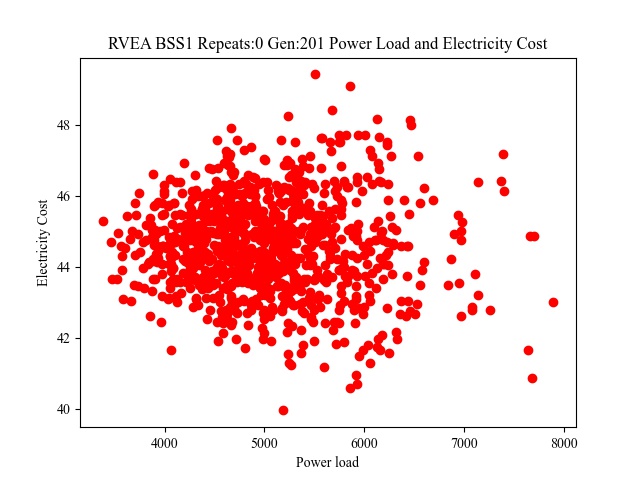 RVEA BSS1 Repeats:0 Gen:201 Power Load and Electricity Cost
48
46
44
42
40
Electricity Cost
4000 5000 6000 7000 8000
Power load